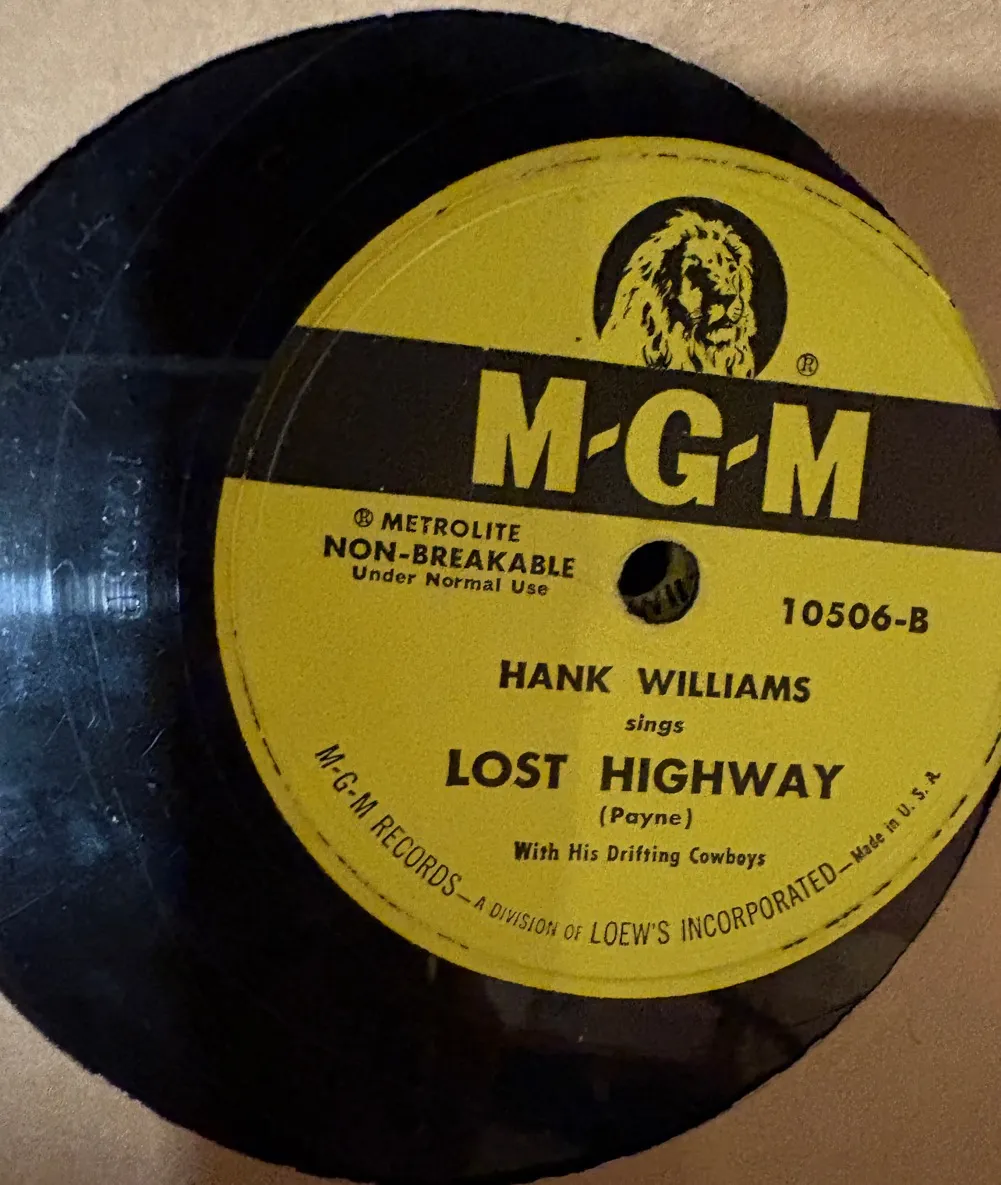 ®
M-G-M
® METROLITE
NON-BREAKABLE
Under Normal Use
10506-B
HANK WILLIAMS
sings
LOST HIGHWAY
(Payne)
With His Drifting Cowboys
M-G-M RECORDS—A DIVISION OF LOEW'S INCORPORATED—Made in U. S. A.